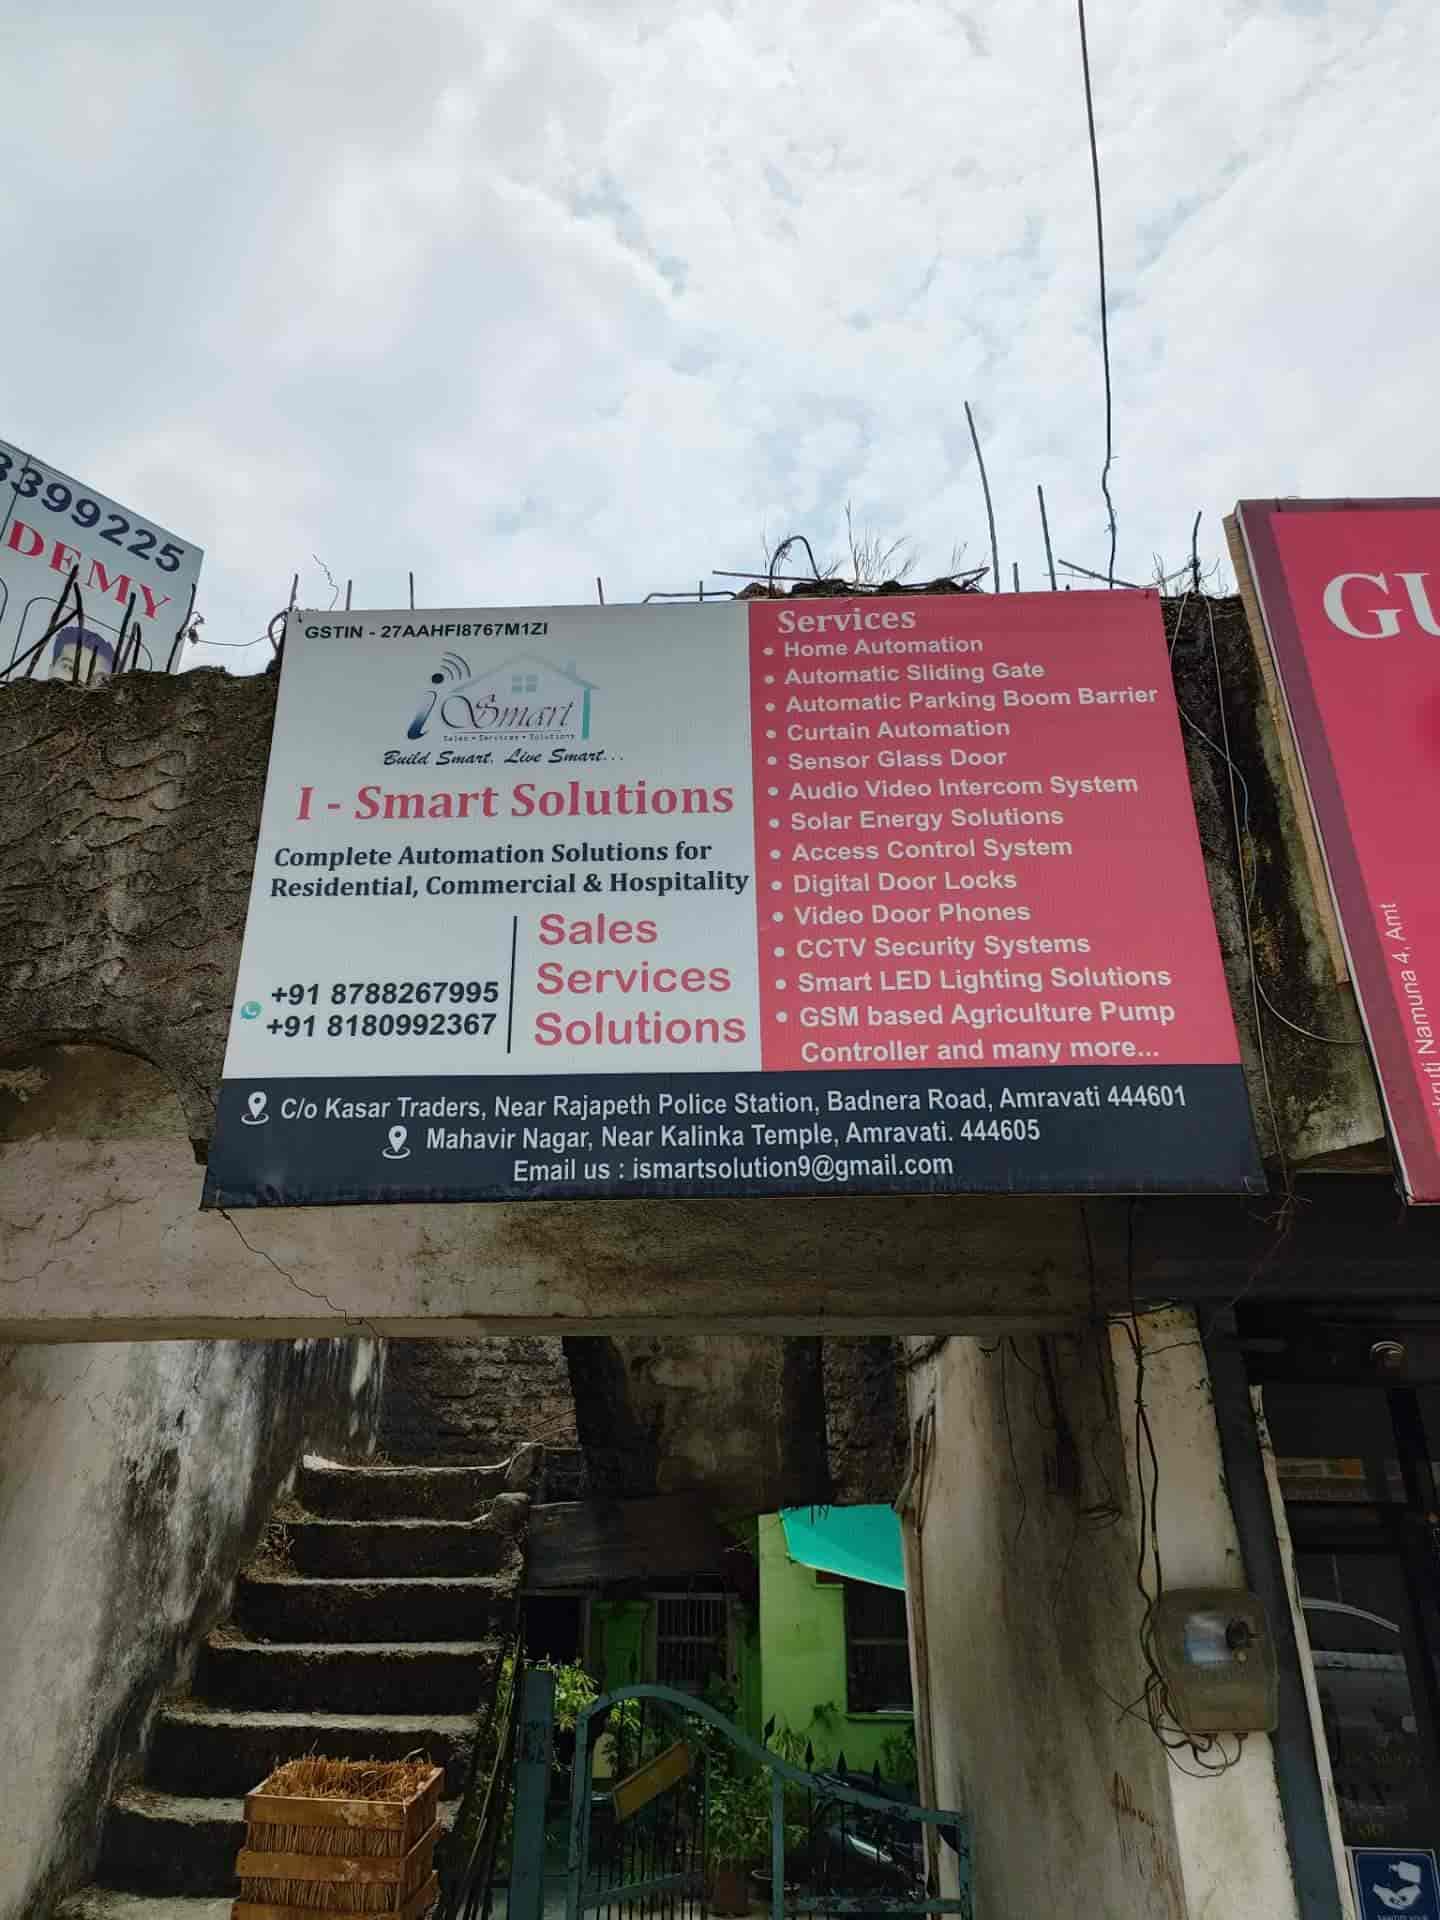 3399225
DEMY
GSTIN - 27AAHFI8767M1ZI
i Smart
Sales • Services • Solutions
Build Smart, Live Smart...
I - Smart Solutions
Complete Automation Solutions for
Residential, Commercial & Hospitality
+91 8788267995
+91 8180992367
Sales
Services
Solutions
Services
• Home Automation
• Automatic Sliding Gate
• Automatic Parking Boom Barrier
• Curtain Automation
• Sensor Glass Door
• Audio Video Intercom System
• Solar Energy Solutions
• Access Control System
• Digital Door Locks
• Video Door Phones
• CCTV Security Systems
• Smart LED Lighting Solutions
• GSM based Agriculture Pump
Controller and many more...
C/o Kasar Traders, Near Rajapeth Police Station, Badnera Road, Amravati 444601
Mahavir Nagar, Near Kalinka Temple, Amravati. 444605
Email us : ismartsolution9@gmail.com
GU
Namuna 4, Amt